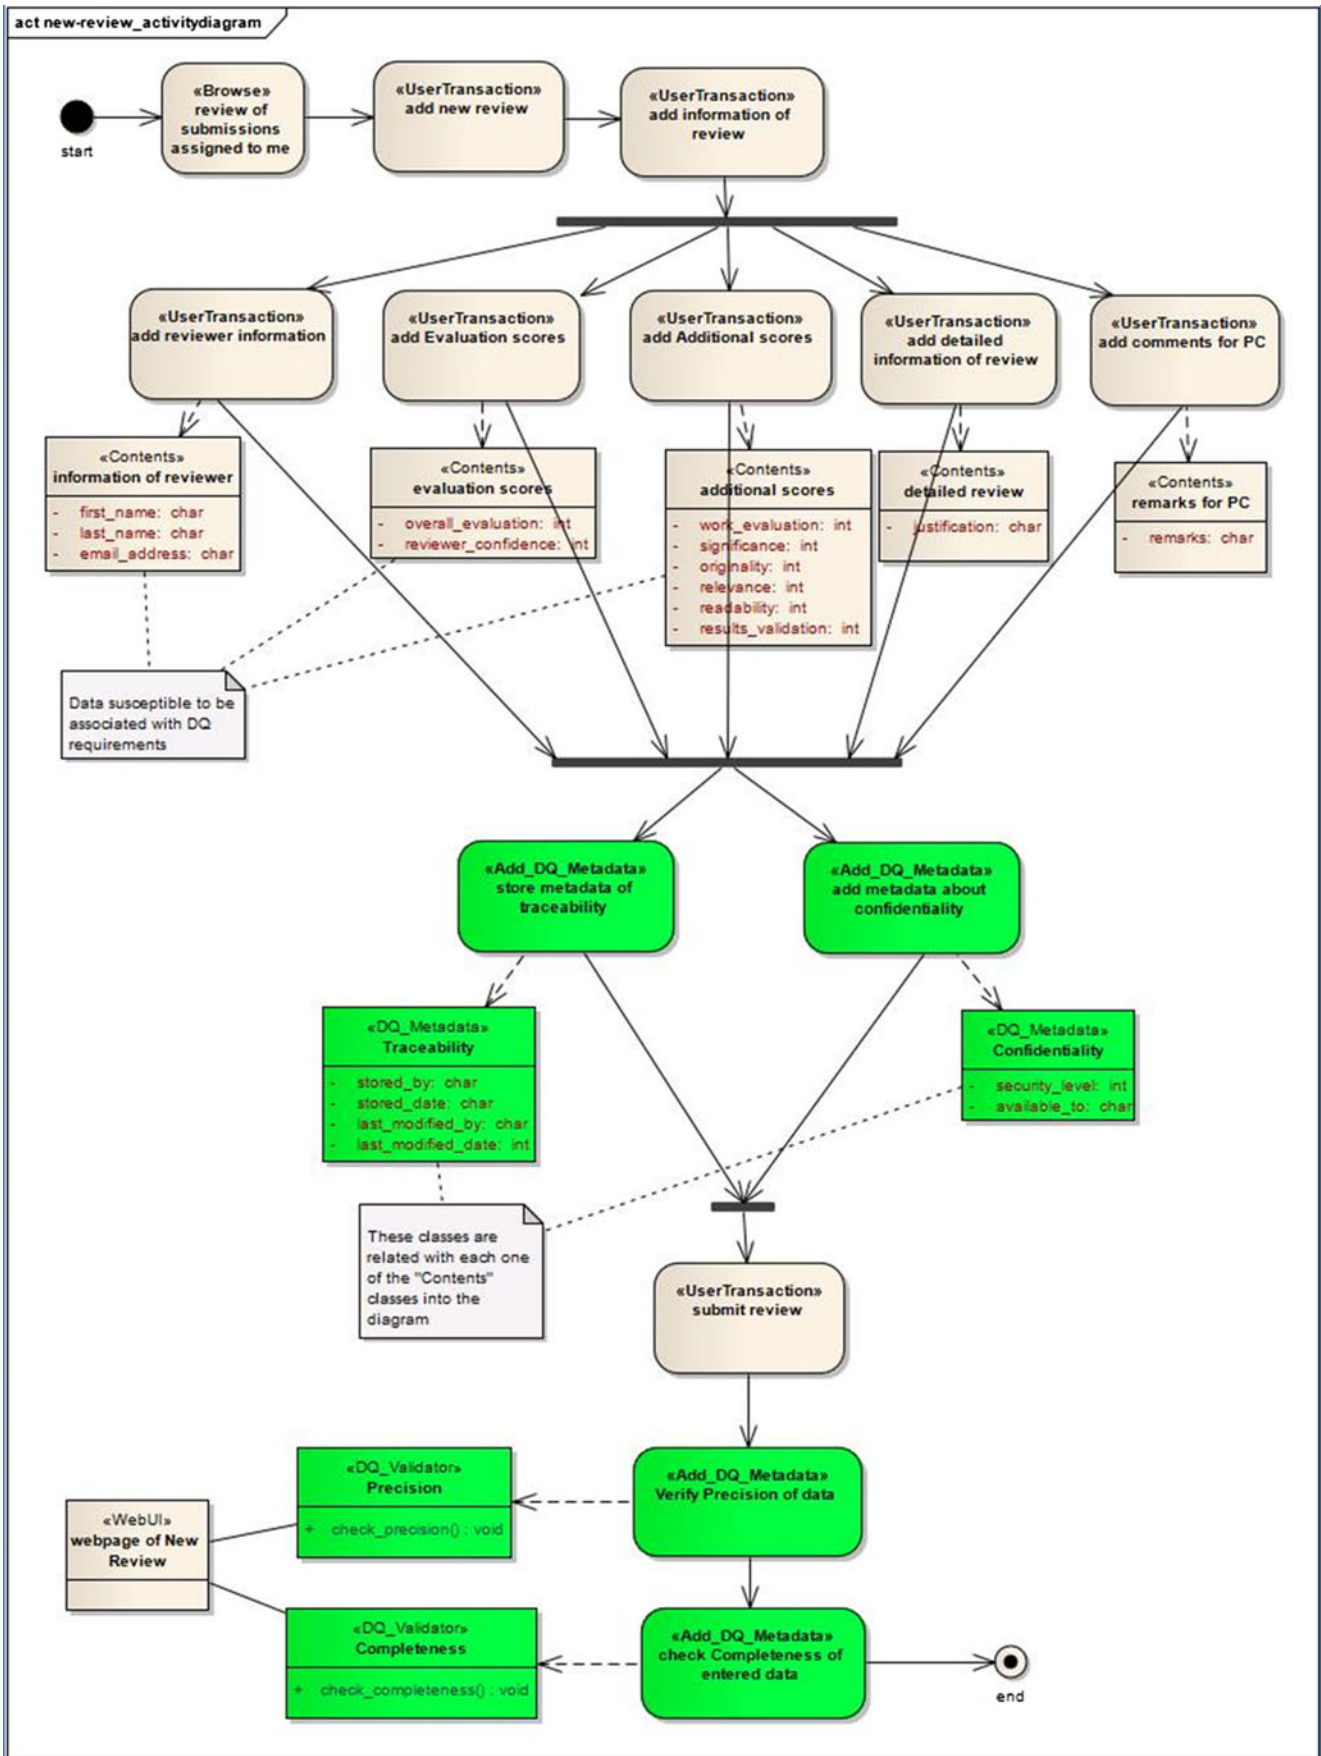 act new-review_activitydiagram
start
«Browse»
review of
submissions
assigned to me
«UserTransaction»
add new review
«UserTransaction»
add information of
review
«UserTransaction»
add reviewer information
«UserTransaction»
add Evaluation scores
«UserTransaction»
add Additional scores
«UserTransaction»
add detailed
information of review
«UserTransaction»
add comments for PC
«Contents»
information of reviewer
- first_name: char
- last_name: char
- email_address: char
«Contents»
evaluation scores
- overall_evaluation: int
- reviewer_confidence: int
«Contents»
additional scores
- work_evaluation: int
- significance: int
- originality: int
- relevance: int
- readability: int
- results_validation: int
«Contents»
detailed review
- justification: char
«Contents»
remarks for PC
- remarks: char
Data susceptible to be
associated with DQ
requirements
«Add_DQ_Metadata»
store metadata of
traceability
«Add_DQ_Metadata»
add metadata about
confidentiality
«DQ_Metadata»
Traceability
- stored_by: char
- stored_date: char
- last_modified_by: char
- last_modified_date: int
«DQ_Metadata»
Confidentiality
- security_level: int
- available_to: char
These classes are
related with each one
of the "Contents"
classes into the
diagram
«UserTransaction»
submit review
«Add_DQ_Metadata»
Verify Precision of data
«DQ_Validator»
Precision
+ check_precision() : void
«WebUI»
webpage of New
Review
«DQ_Validator»
Completeness
+ check_completeness() : void
«Add_DQ_Metadata»
check Completeness of
entered data
end